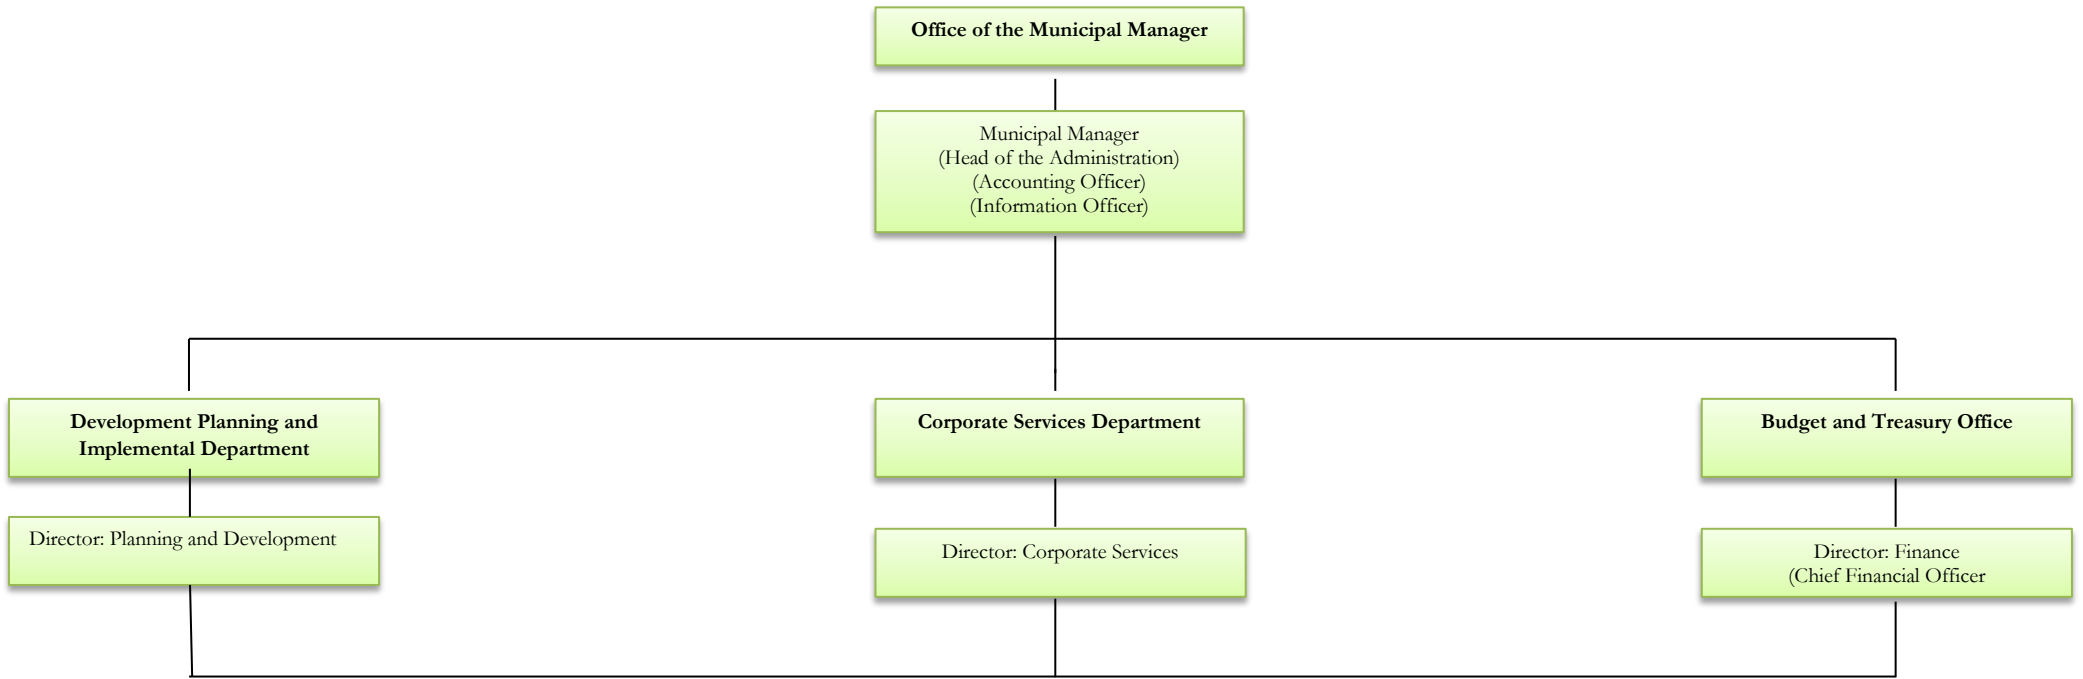 Office of the Municipal Manager
Municipal Manager
(Head of the Administration)
(Accounting Officer)
(Information Officer)
Development Planning and
Implemental Department
Corporate Services Department
Budget and Treasury Office
Director: Planning and Development
Director: Corporate Services
Director: Finance
(Chief Financial Officer